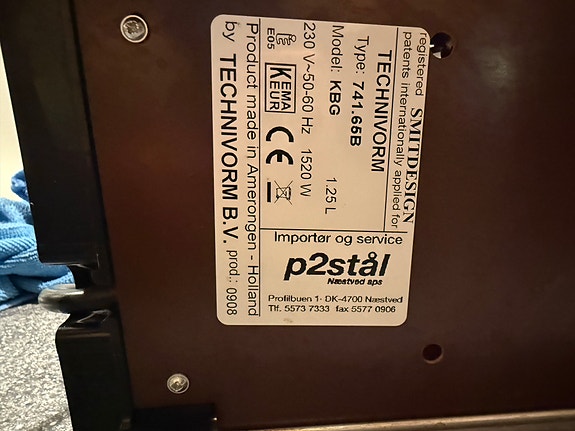 registered SMITDESIGN
patents internationally applied for
TECHNIVORM
Type: 741.65B
Model: KBG 1.25 L
230 V~50-60 Hz 1520 W
E05
KEMA
KEUR
CE
Product made in Amerongen - Holland
by TECHNIVORM B.V. prod.: 0908
Importør og service
p2stål
Næstved aps
Profilbuen 1· DK-4700 Næstved
Tlf. 5573 7333 fax 5577 0906